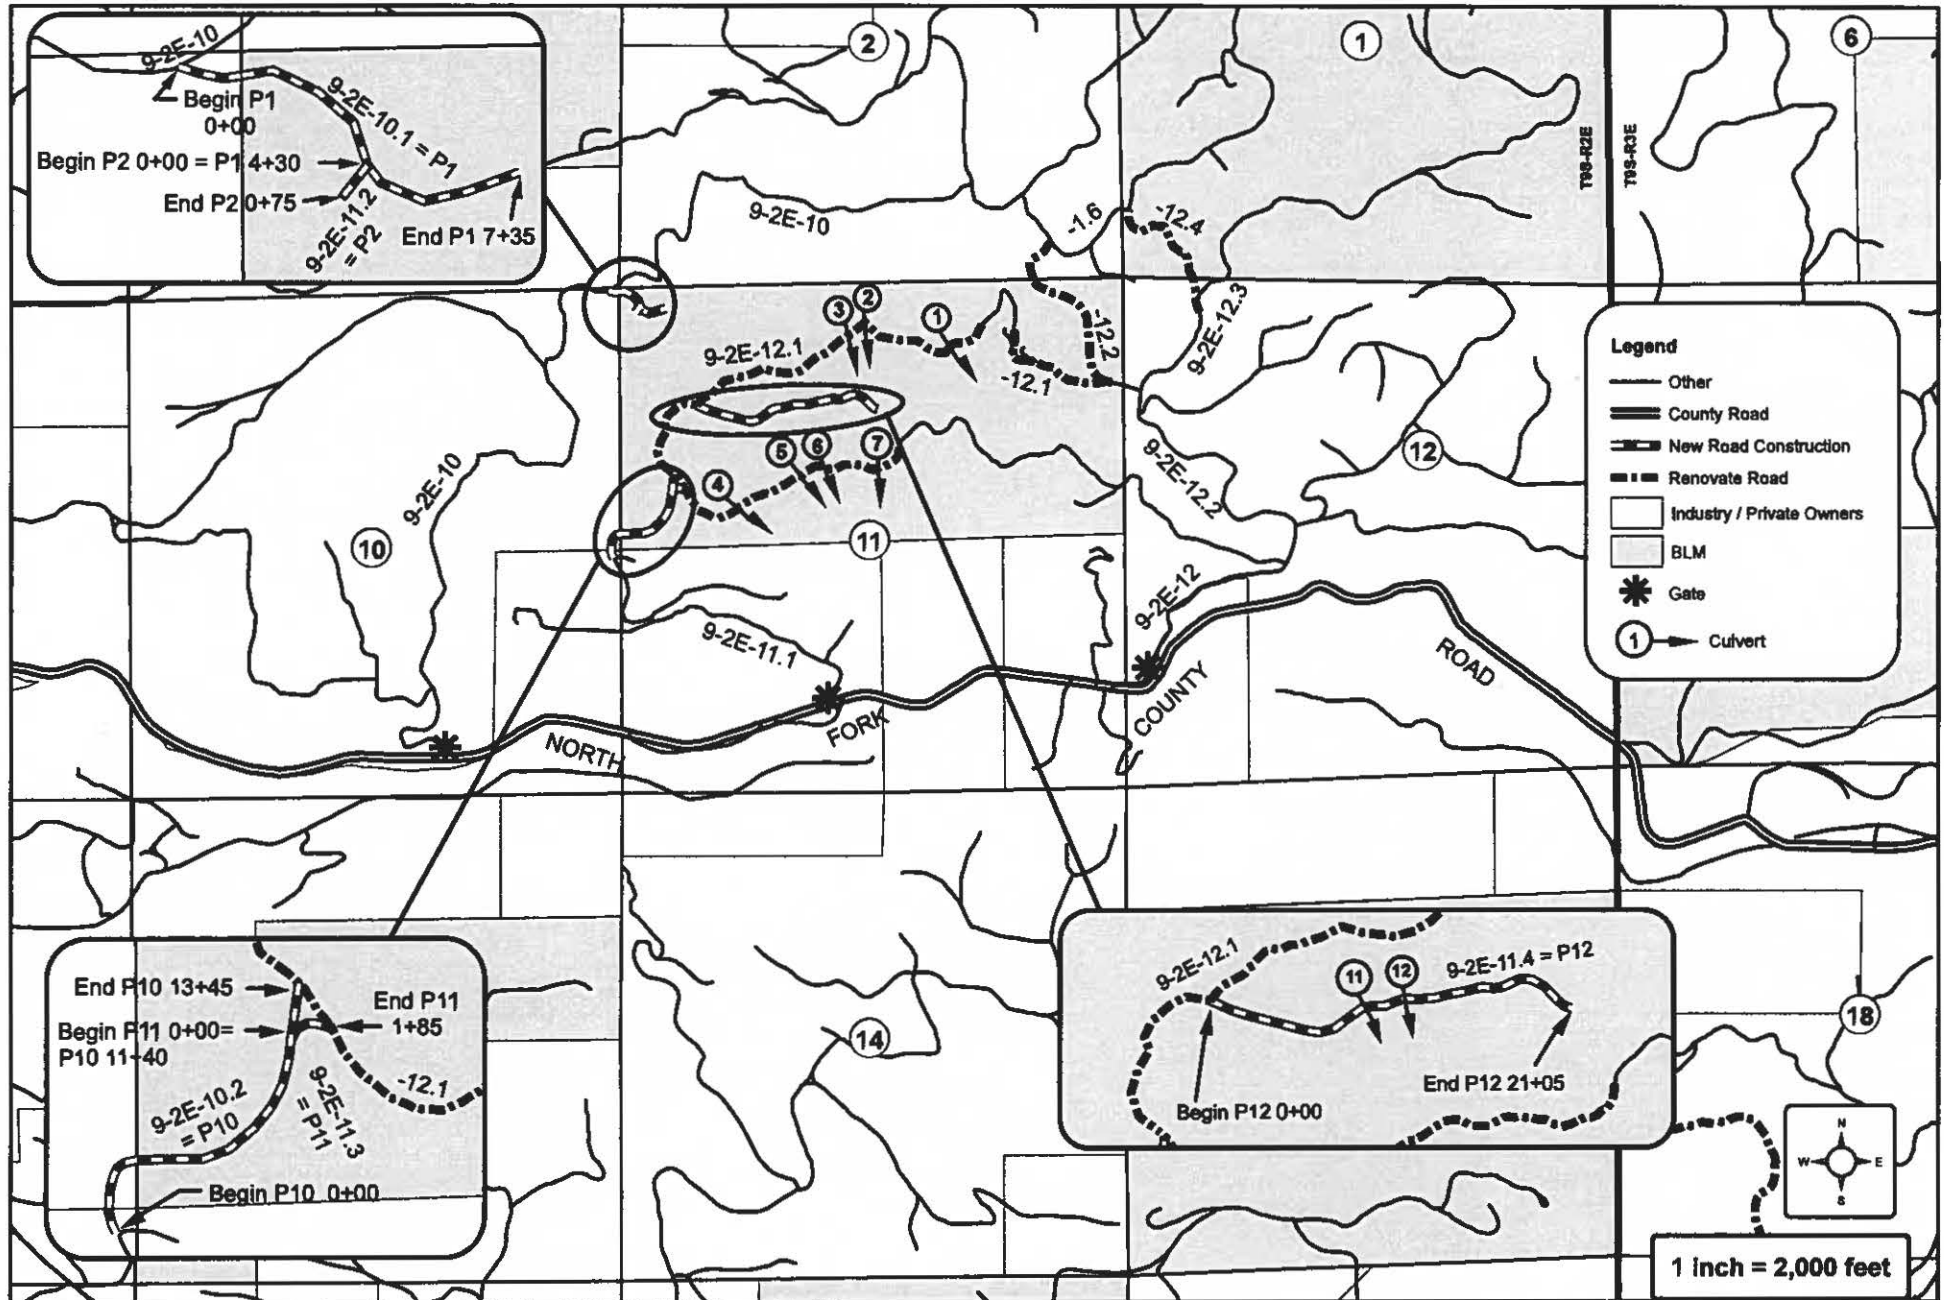 9-2E-10
Begin P1
0+00
9-2E-10.1 = P1
Begin P2 0+00 = P1 4+30
End P2 0+75
9-2E-11.2
= P2
End P1 7+35
2
1
6
T9S-R2E
T9S-R3E
9-2E-10
-1.6
-12.4
9-2E-12.3
-12.2
3
2
1
9-2E-12.1
-12.1
5
6
7
4
9-2E-10
10
11
12
9-2E-12.2
9-2E-12
9-2E-11.1
NORTH
FORK
COUNTY
ROAD
Legend
Other
County Road
New Road Construction
Renovate Road
Industry / Private Owners
BLM
Gate
1
Culvert
End P10 13+45
End P11
1+85
Begin P11 0+00=
P10 11+40
9-2E-10.2
= P10
9-2E-11.3
= P11
-12.1
Begin P10 0+00
14
9-2E-12.1
11
12
9-2E-11.4 = P12
Begin P12 0+00
End P12 21+05
18
N
W
E
S
1 inch = 2,000 feet